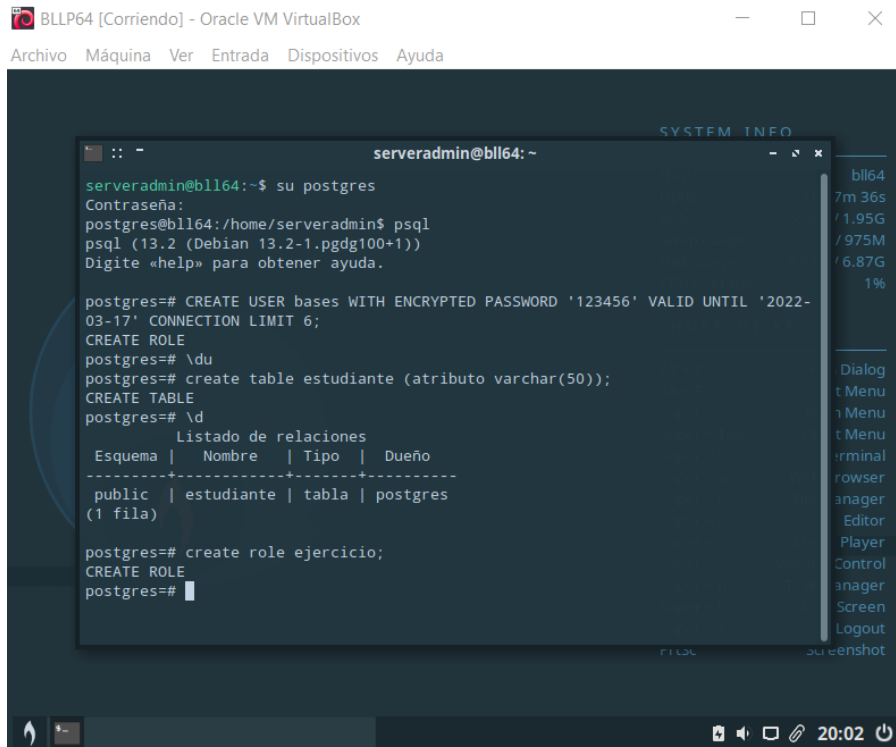 BLLP64 [Corriendo] - Oracle VM VirtualBox
Archivo Máquina Ver Entrada Dispositivos Ayuda
SYSTEM INFO
serveradmin@bll64: ~
serveradmin@bll64:~$ su postgres
Contraseña:
postgres@bll64:/home/serveradmin$ psql
psql (13.2 (Debian 13.2-1.pgdg100+1))
Digite «help» para obtener ayuda.
postgres=# CREATE USER bases WITH ENCRYPTED PASSWORD '123456' VALID UNTIL '2022-
03-17' CONNECTION LIMIT 6;
CREATE ROLE
postgres=# \du
postgres=# create table estudiante (atributo varchar(50));
CREATE TABLE
postgres=# \d
Listado de relaciones
Esquema | Nombre | Tipo | Dueño
---------+------------+-------+----------
public | estudiante | tabla | postgres
(1 fila)
postgres=# create role ejercicio;
CREATE ROLE
postgres=#
bll64
7m 36s
/ 1.95G
/ 975M
/ 6.87G
1%
Dialog
t Menu
n Menu
t Menu
erminal
rowser
anager
Editor
Player
Control
anager
Screen
Logout
PrtSc Screenshot
20:02